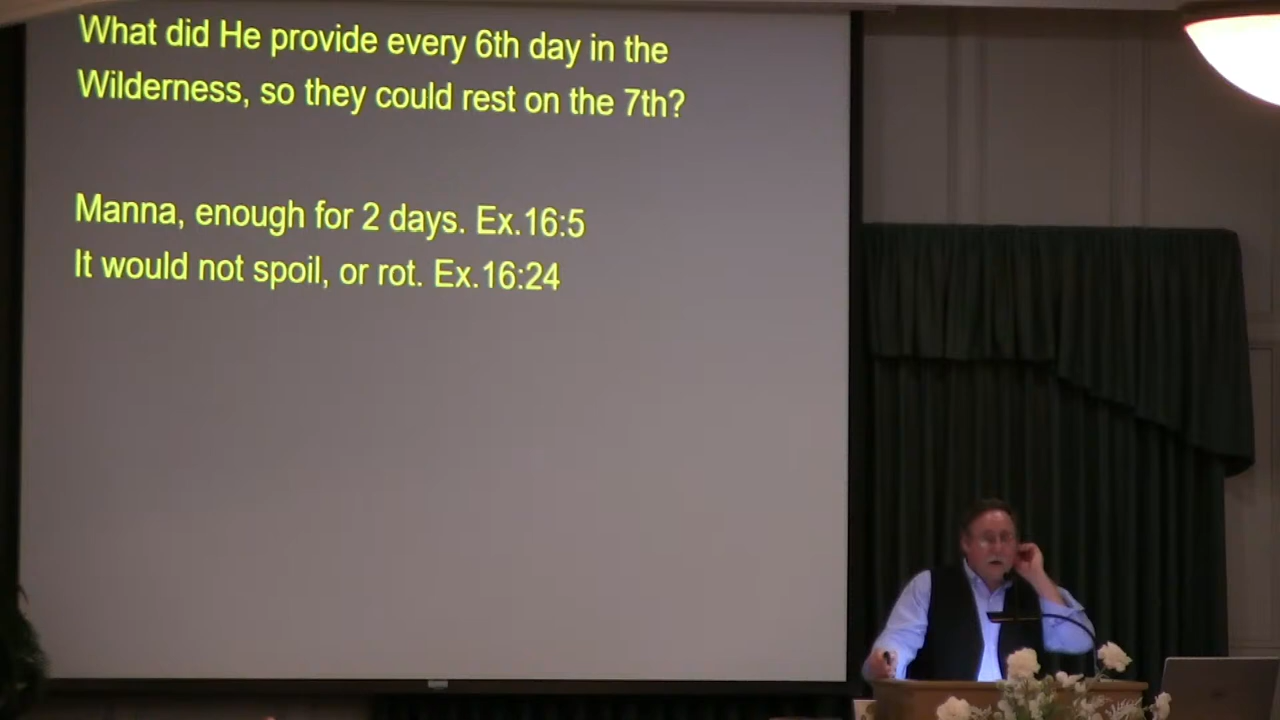 What did He provide every 6th day in the
Wilderness, so they could rest on the 7th?
Manna, enough for 2 days. Ex.16:5
It would not spoil, or rot. Ex.16:24